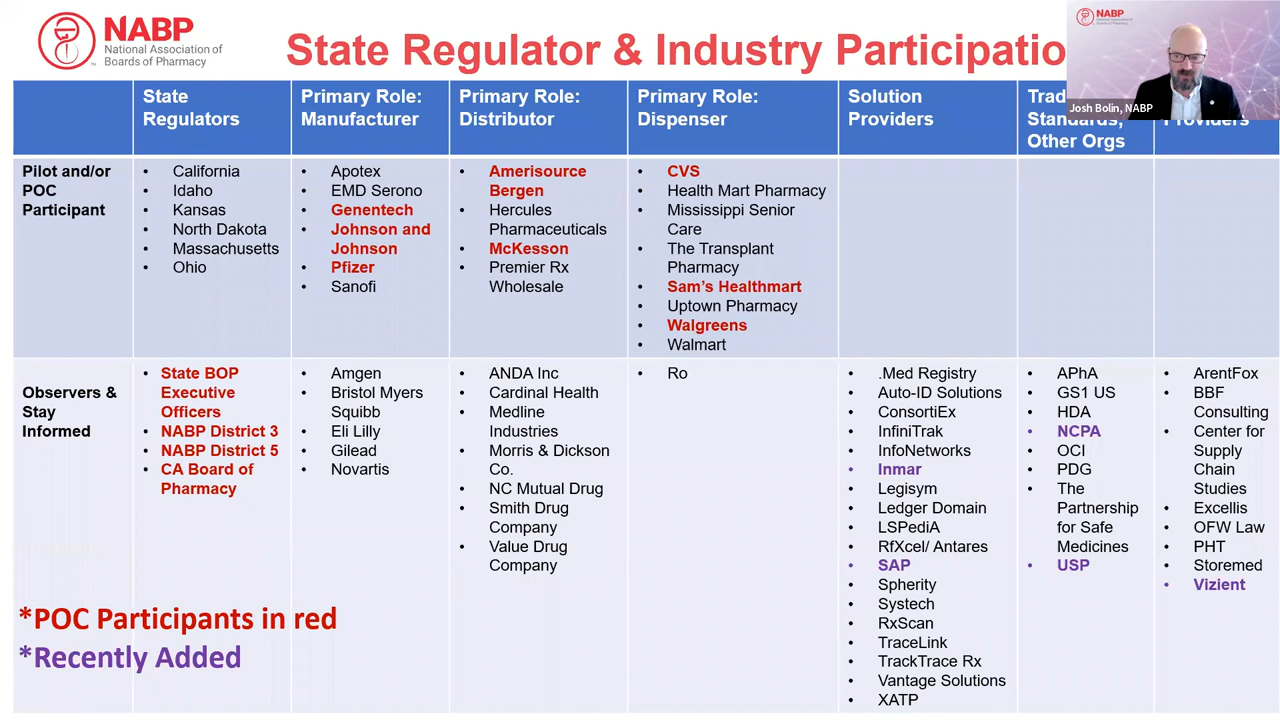 NABP
National Association of
Boards of Pharmacy
State Regulator & Industry Participatio
NABP
Josh Bolin, NABP
State
Regulators
Primary Role:
Manufacturer
Primary Role:
Distributor
Primary Role:
Dispenser
Solution
Providers
Trad
Standards,
Other Orgs
Providers
Pilot and/or
POC
Participant
• California
• Idaho
• Kansas
• North Dakota
• Massachusetts
• Ohio
• Apotex
• EMD Serono
• Genentech
• Johnson and
Johnson
• Pfizer
• Sanofi
• Amerisource
Bergen
• Hercules
Pharmaceuticals
• McKesson
• Premier Rx
Wholesale
• CVS
• Health Mart Pharmacy
• Mississippi Senior
Care
• The Transplant
Pharmacy
• Sam's Healthmart
• Uptown Pharmacy
• Walgreens
• Walmart
Observers &
Stay
Informed
• State BOP
Executive
Officers
• NABP District 3
• NABP District 5
• CA Board of
Pharmacy
• Amgen
• Bristol Myers
Squibb
• Eli Lilly
• Gilead
• Novartis
• ANDA Inc
• Cardinal Health
• Medline
Industries
• Morris & Dickson
Co.
• NC Mutual Drug
• Smith Drug
Company
• Value Drug
Company
• Ro
• .Med Registry
• Auto-ID Solutions
• ConsortiEx
• InfiniTrak
• InfoNetworks
• Inmar
• Legisym
• Ledger Domain
• LSPediA
• RfXcel/ Antares
• SAP
• Spherity
• Systech
• RxScan
• TraceLink
• TrackTrace Rx
• Vantage Solutions
• XATP
• APhA
• GS1 US
• HDA
• NCPA
• OCI
• PDG
• The
Partnership
for Safe
Medicines
• USP
• ArentFox
• BBF
Consulting
• Center for
Supply
Chain
Studies
• Excellis
• OFW Law
• PHT
• Storemed
• Vizient
*POC Participants in red
*Recently Added